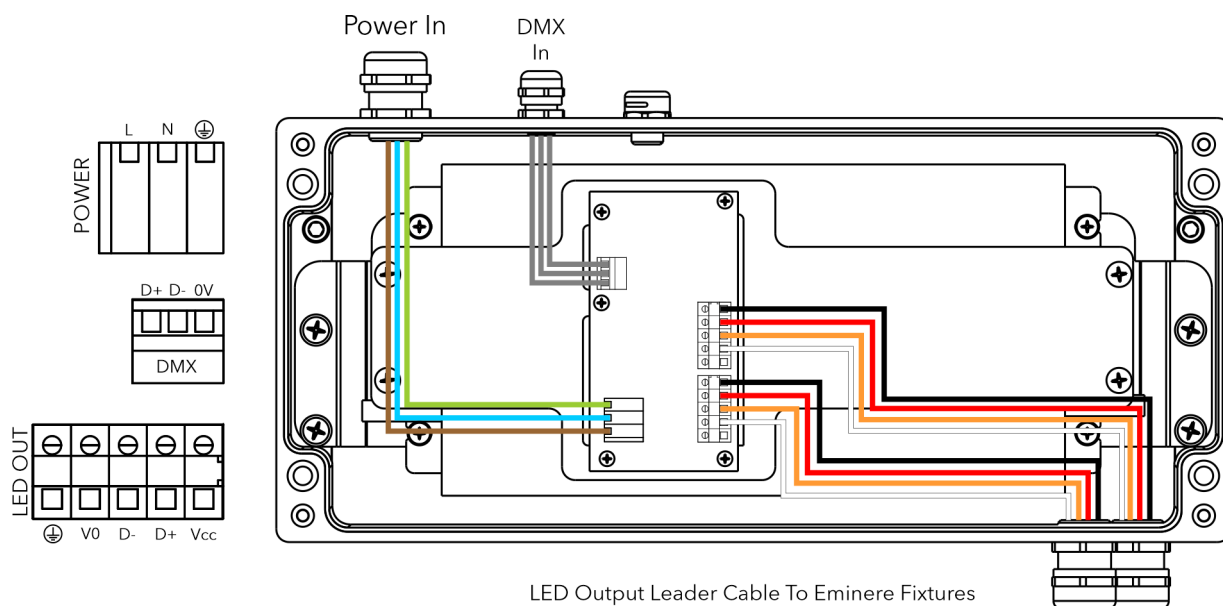 Power In
DMX
In
L N
POWER
D+ D- 0V
DMX
LED OUT
V0 D- D+ Vcc
LED Output Leader Cable To Eminere Fixtures